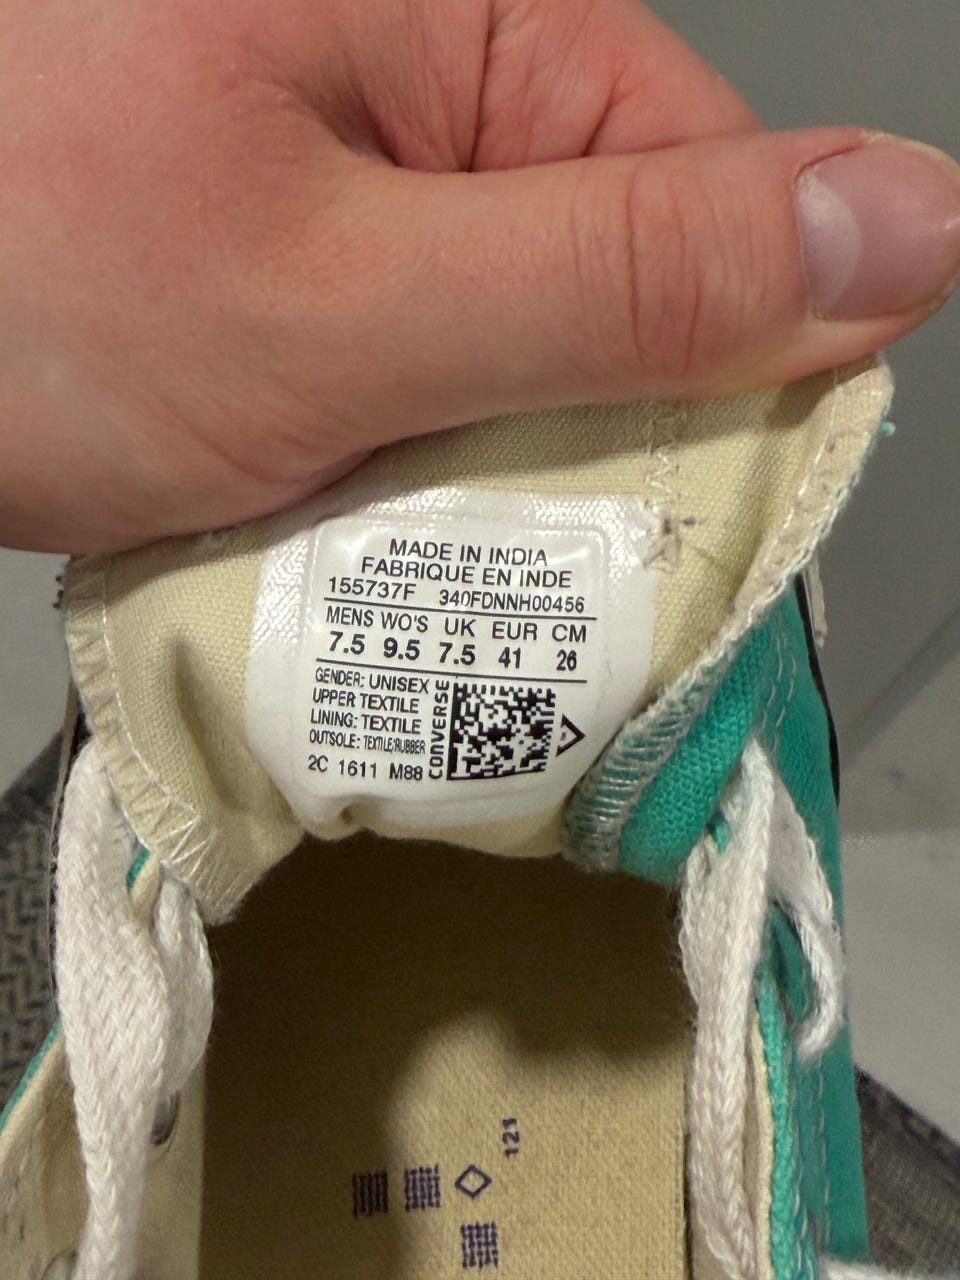 MADE IN INDIA
FABRIQUE EN INDE
155737F 340FDNNH00456
MENS WO'S UK EUR CM
7.5 9.5 7.5 41 26
GENDER: UNISEX
UPPER TEXTILE
LINING: TEXTILE
OUTSOLE: TEXTILE/RUBBER
2C 1611 M88
CONVERSE
123